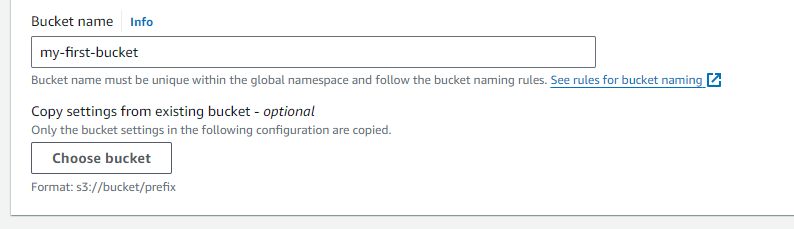 Bucket name Info
my-first-bucket
Bucket name must be unique within the global namespace and follow the bucket naming rules. See rules for bucket naming
Copy settings from existing bucket - optional
Only the bucket settings in the following configuration are copied.
Choose bucket
Format: s3://bucket/prefix